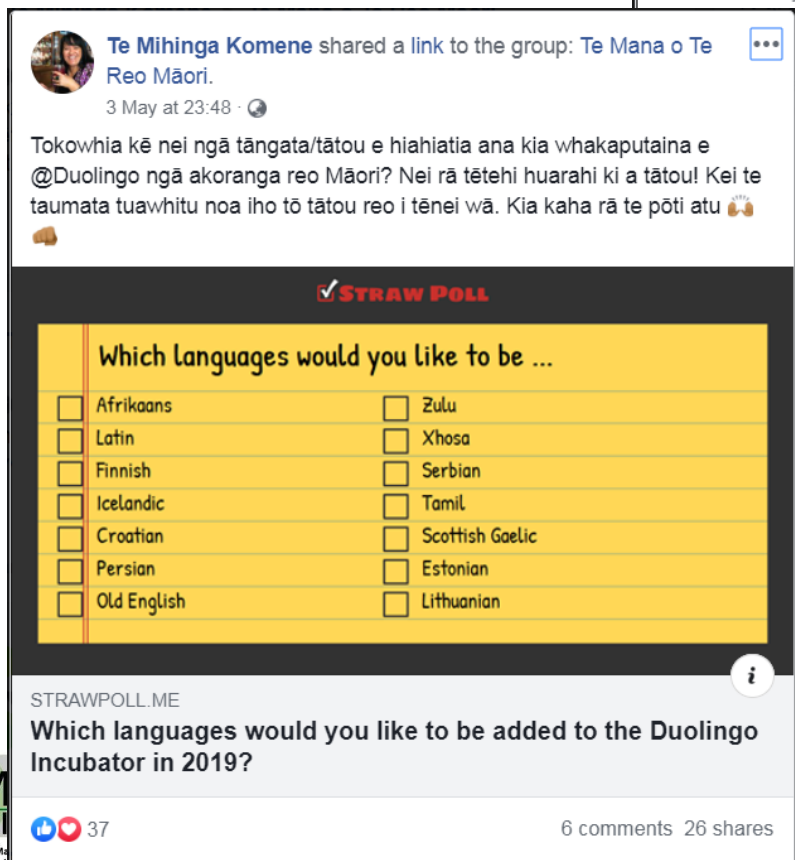 Te Mihinga Komene shared a link to the group: Te Mana o Te
Reo Māori.
3 May at 23:48 ·
Tokowhia kē nei ngā tāngata/tātou e hiahiatia ana kia whakaputaina e
@Duolingo ngā akoranga reo Māori? Nei rā tētehi huarahi ki a tātou! Kei te
taumata tuawhitu noa iho tō tātou reo i tēnei wā. Kia kaha rā te pōti atu 🙌🏽
👊🏽
STRAW POLL
Which languages would you like to be ...
Afrikaans
Latin
Finnish
Icelandic
Croatian
Persian
Old English
Zulu
Xhosa
Serbian
Tamil
Scottish Gaelic
Estonian
Lithuanian
i
STRAWPOLL.ME
Which languages would you like to be added to the Duolingo
Incubator in 2019?
37
6 comments 26 shares